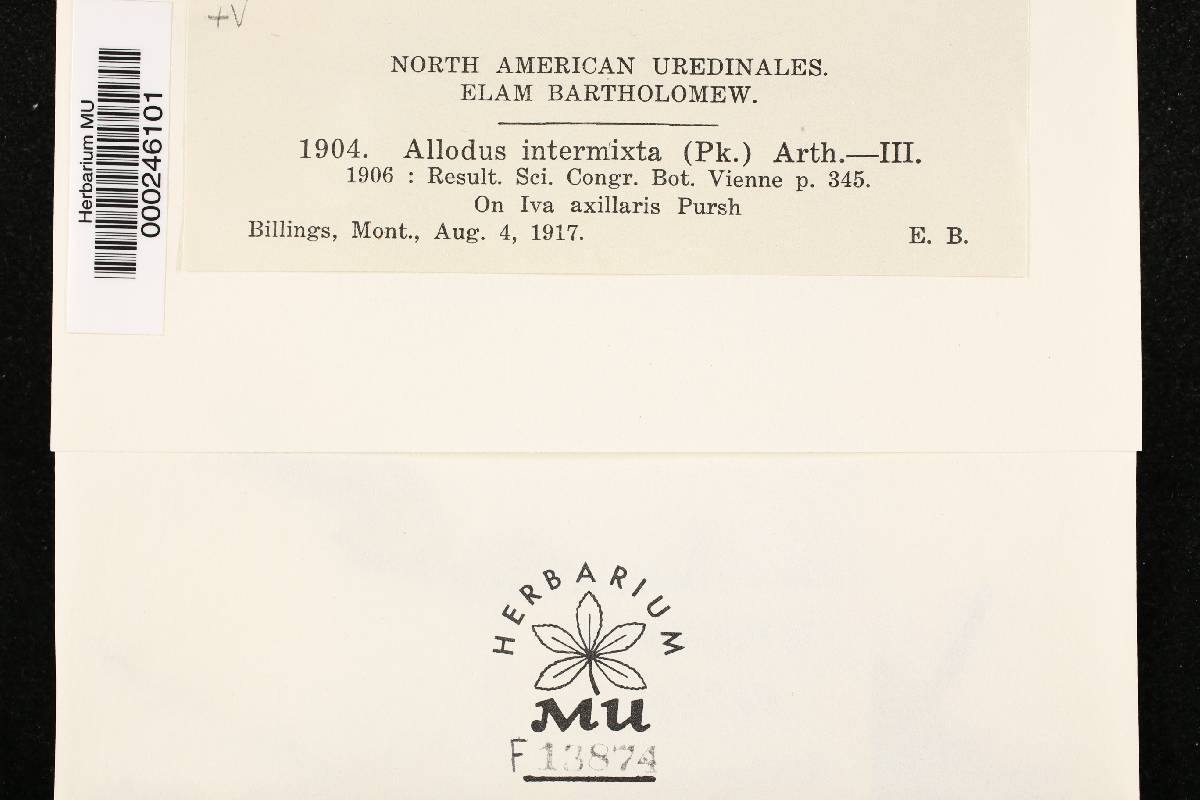 +V
NORTH AMERICAN UREDINALES.
ELAM BARTHOLOMEW.
1904. Allodus intermixta (Pk.) Arth.—III.
1906 : Result. Sci. Congr. Bot. Vienne p. 345.
On Iva axillaris Pursh
Billings, Mont., Aug. 4, 1917. E. B.
Herbarium MU
000246101
HERBARIUM
MU
F 13874